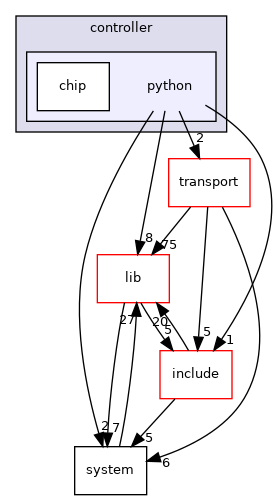 controller
chip python
2
transport
8 75
lib
27 20 5 5 1
include
2 7 5 6
system